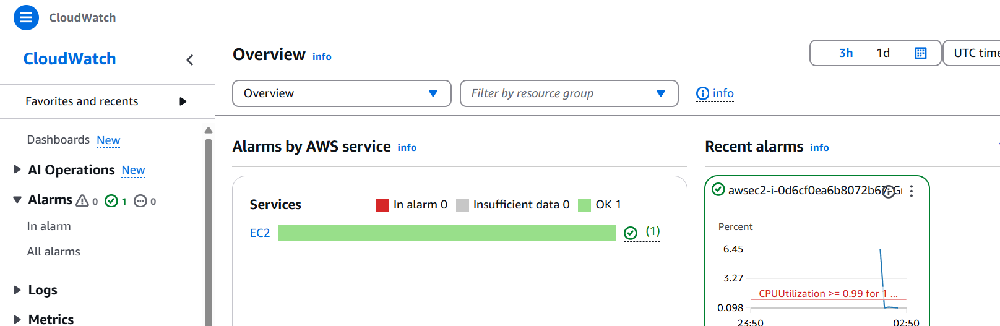 CloudWatch
CloudWatch
Favorites and recents
Dashboards New
AI Operations New
Alarms 0 1 0
In alarm
All alarms
Logs
Metrics
Overview info
3h 1d UTC time
Overview
Filter by resource group
info
Alarms by AWS service info
Services
In alarm 0 Insufficient data 0 OK 1
EC2 (1)
Recent alarms info
awsec2-i-0d6cf0ea6b8072b67-G
Percent
6.45
3.27
CPUUtilization >= 0.99 for 1 ...
0.098
23:50 02:50